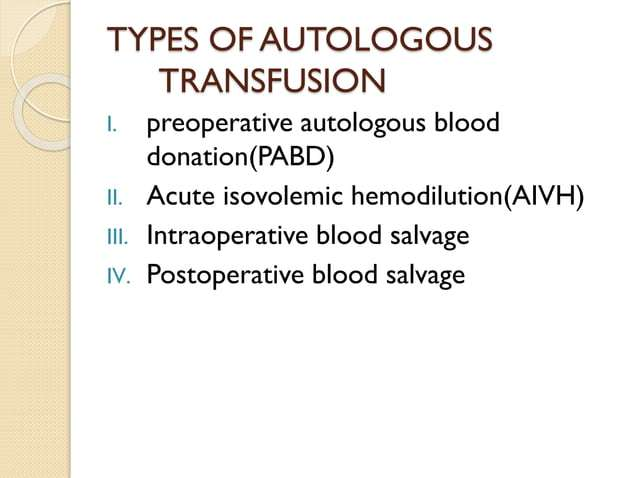 TYPES OF AUTOLOGOUS
TRANSFUSION
I. preoperative autologous blood
donation(PABD)
II. Acute isovolemic hemodilution(AIVH)
III. Intraoperative blood salvage
IV. Postoperative blood salvage